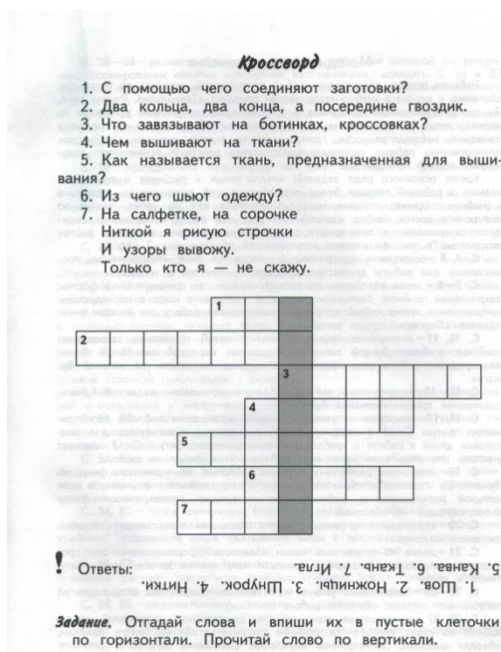 Кроссворд
1. С помощью чего соединяют заготовки?
2. Два кольца, два конца, а посередине гвоздик.
3. Что завязывают на ботинках, кроссовках?
4. Чем вышивают на ткани?
5. Как называется ткань, предназначенная для выши-
вания?
6. Из чего шьют одежду?
7. На салфетке, на сорочке
Ниткой я рисую строчки
И узоры вывожу.
Только кто я — не скажу.
1
2
3
4
5
6
7
! Ответы:
1. Шов. 2. Ножницы. 3. Шнурок. 4. Нитки.
5. Канва. 6. Ткань. 7. Игла.
Задание. Отгадай слова и впиши их в пустые клеточки
по горизонтали. Прочитай слово по вертикали.